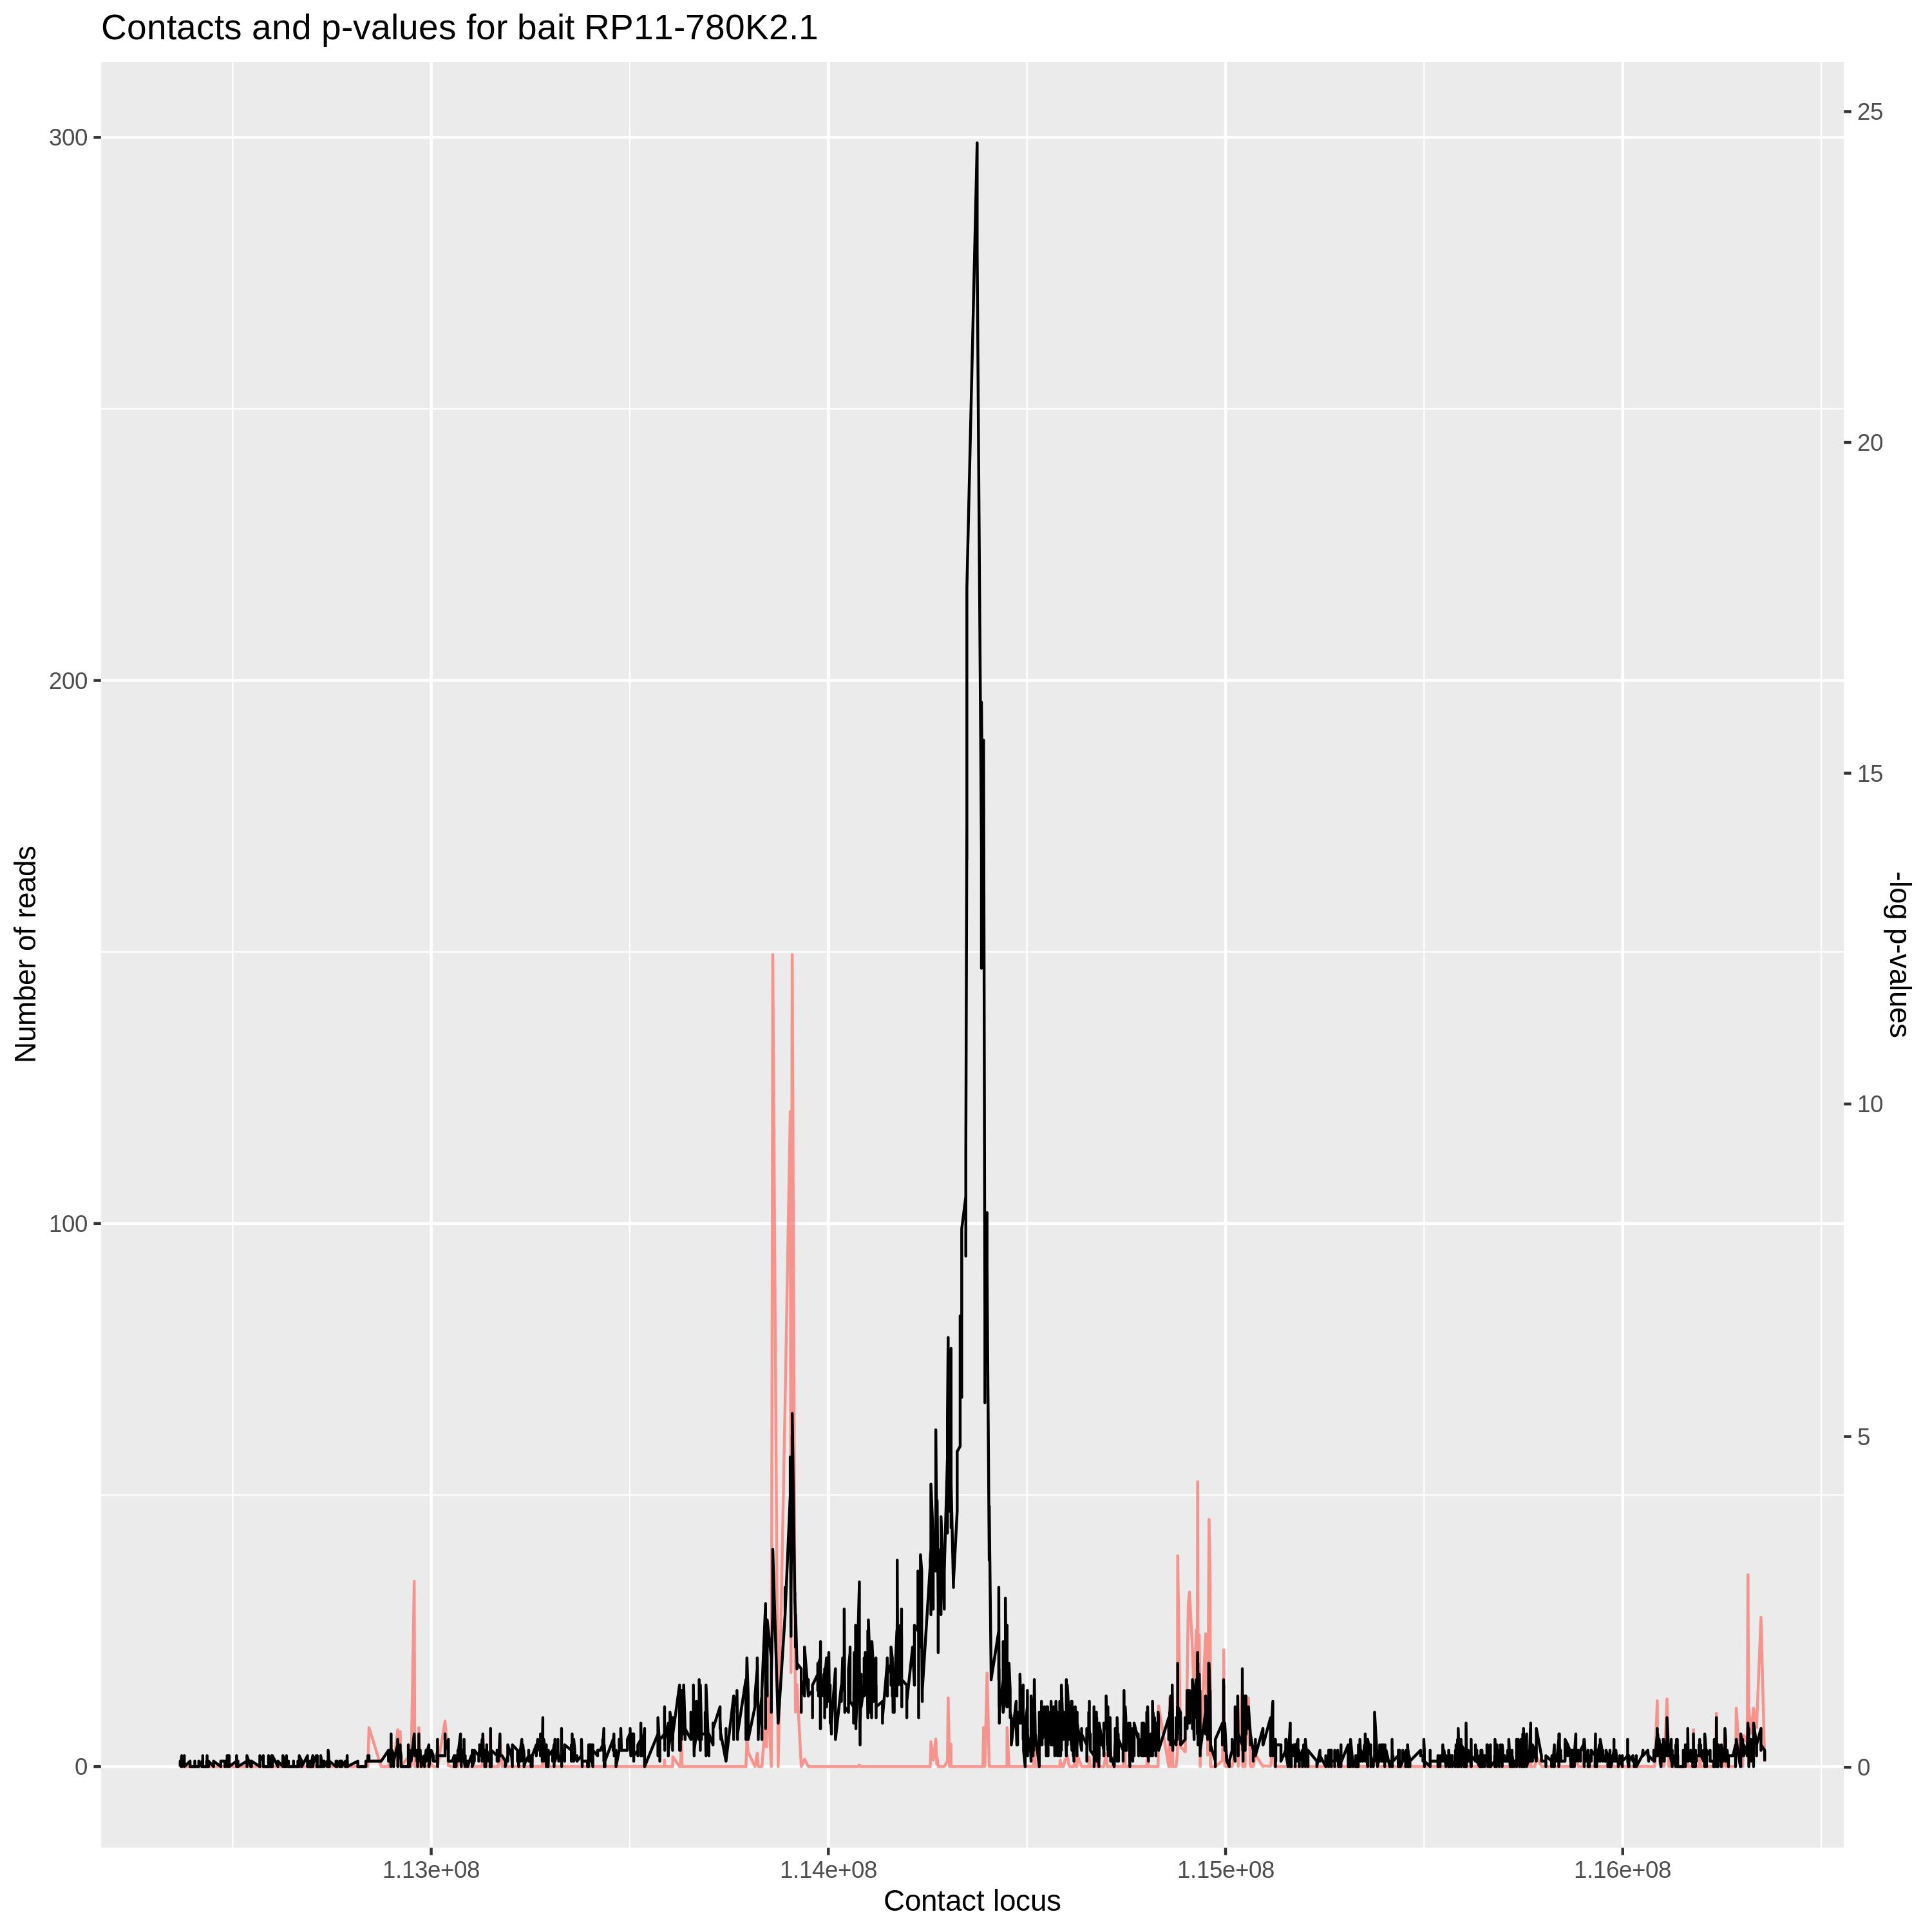 Contacts and p-values for bait RP11-780K2.1
300
200
100
0
25
20
15
10
5
0
Number of reads
-log p-values
1.13e+08
1.14e+08
1.15e+08
1.16e+08
Contact locus